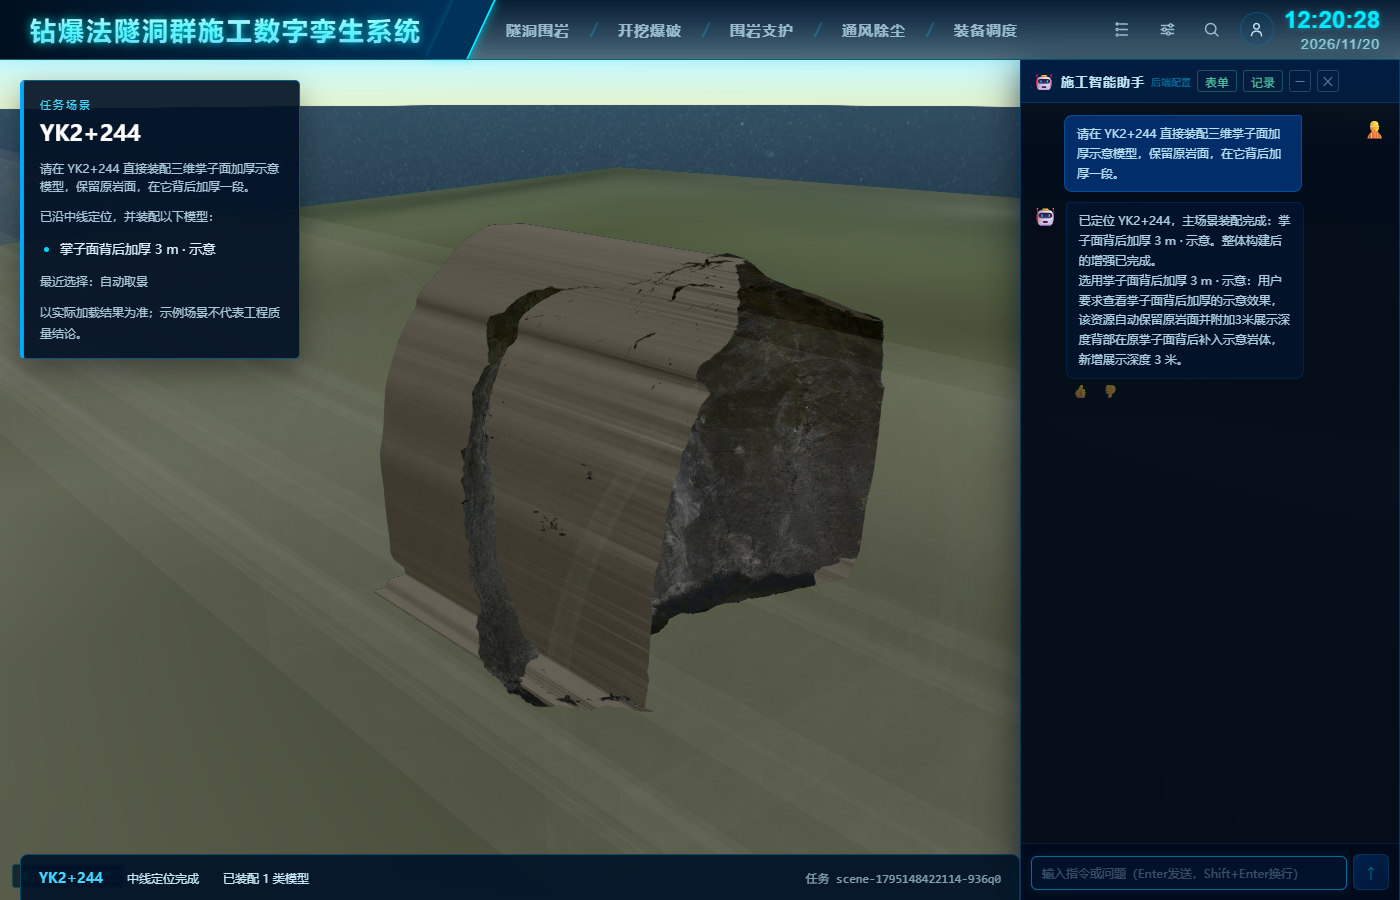 钻爆法隧洞群施工数字孪生系统
隧洞围岩 / 开挖爆破 / 围岩支护 / 通风除尘 / 装备调度
12:20:28
2026/11/20
任务场景
YK2+244
请在 YK2+244 直接装配三维掌子面加厚示意
模型，保留原岩面，在它背后加厚一段。
已沿中线定位，并装配以下模型：
掌子面背后加厚 3 m · 示意
最近选择：自动取景
以实际加载结果为准；示例场景不代表工程质
量结论。
施工智能助手 后端配置 表单 记录
请在 YK2+244 直接装配三维掌子面加
厚示意模型，保留原岩面，在它背后加
厚一段。
已定位 YK2+244，主场景装配完成：掌
子面背后加厚 3 m · 示意。整体构建后
的增强已完成。
选用掌子面背后加厚 3 m · 示意：用户
要求查看掌子面背后加厚的示意效果，
该资源自动保留原岩面并附加3米展示深
度背部在原掌子面背后补入示意岩体，
新增展示深度 3 米。
YK2+244 中线定位完成 已装配 1 类模型 任务 scene-1795148422114-936q0
输入指令或问题（Enter发送，Shift+Enter换行）